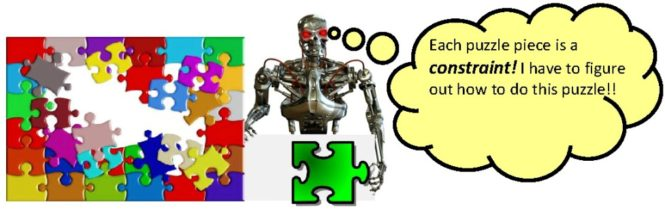 Each puzzle piece is a
constraint! I have to figure
out how to do this puzzle!!